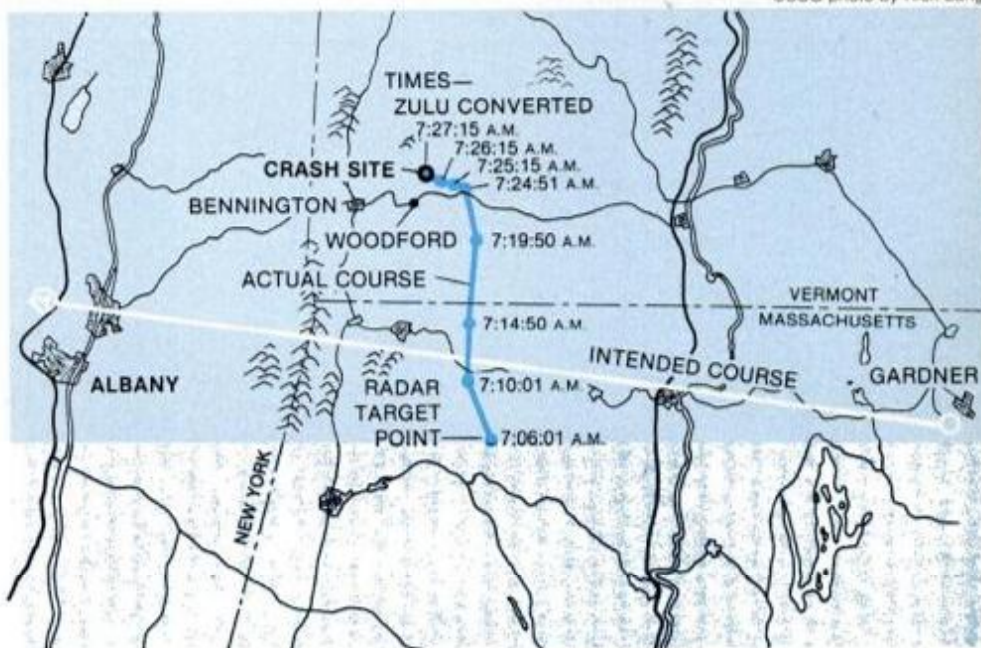 TIMES—
ZULU CONVERTED
7:27:15 A.M.
7:26:15 A.M.
7:25:15 A.M.
CRASH SITE
7:24:51 A.M.
BENNINGTON
WOODFORD
7:19:50 A.M.
ACTUAL COURSE
VERMONT
MASSACHUSETTS
7:14:50 A.M.
INTENDED COURSE
GARDNER
ALBANY
RADAR
TARGET
POINT
7:10:01 A.M.
7:06:01 A.M.
NEW YORK